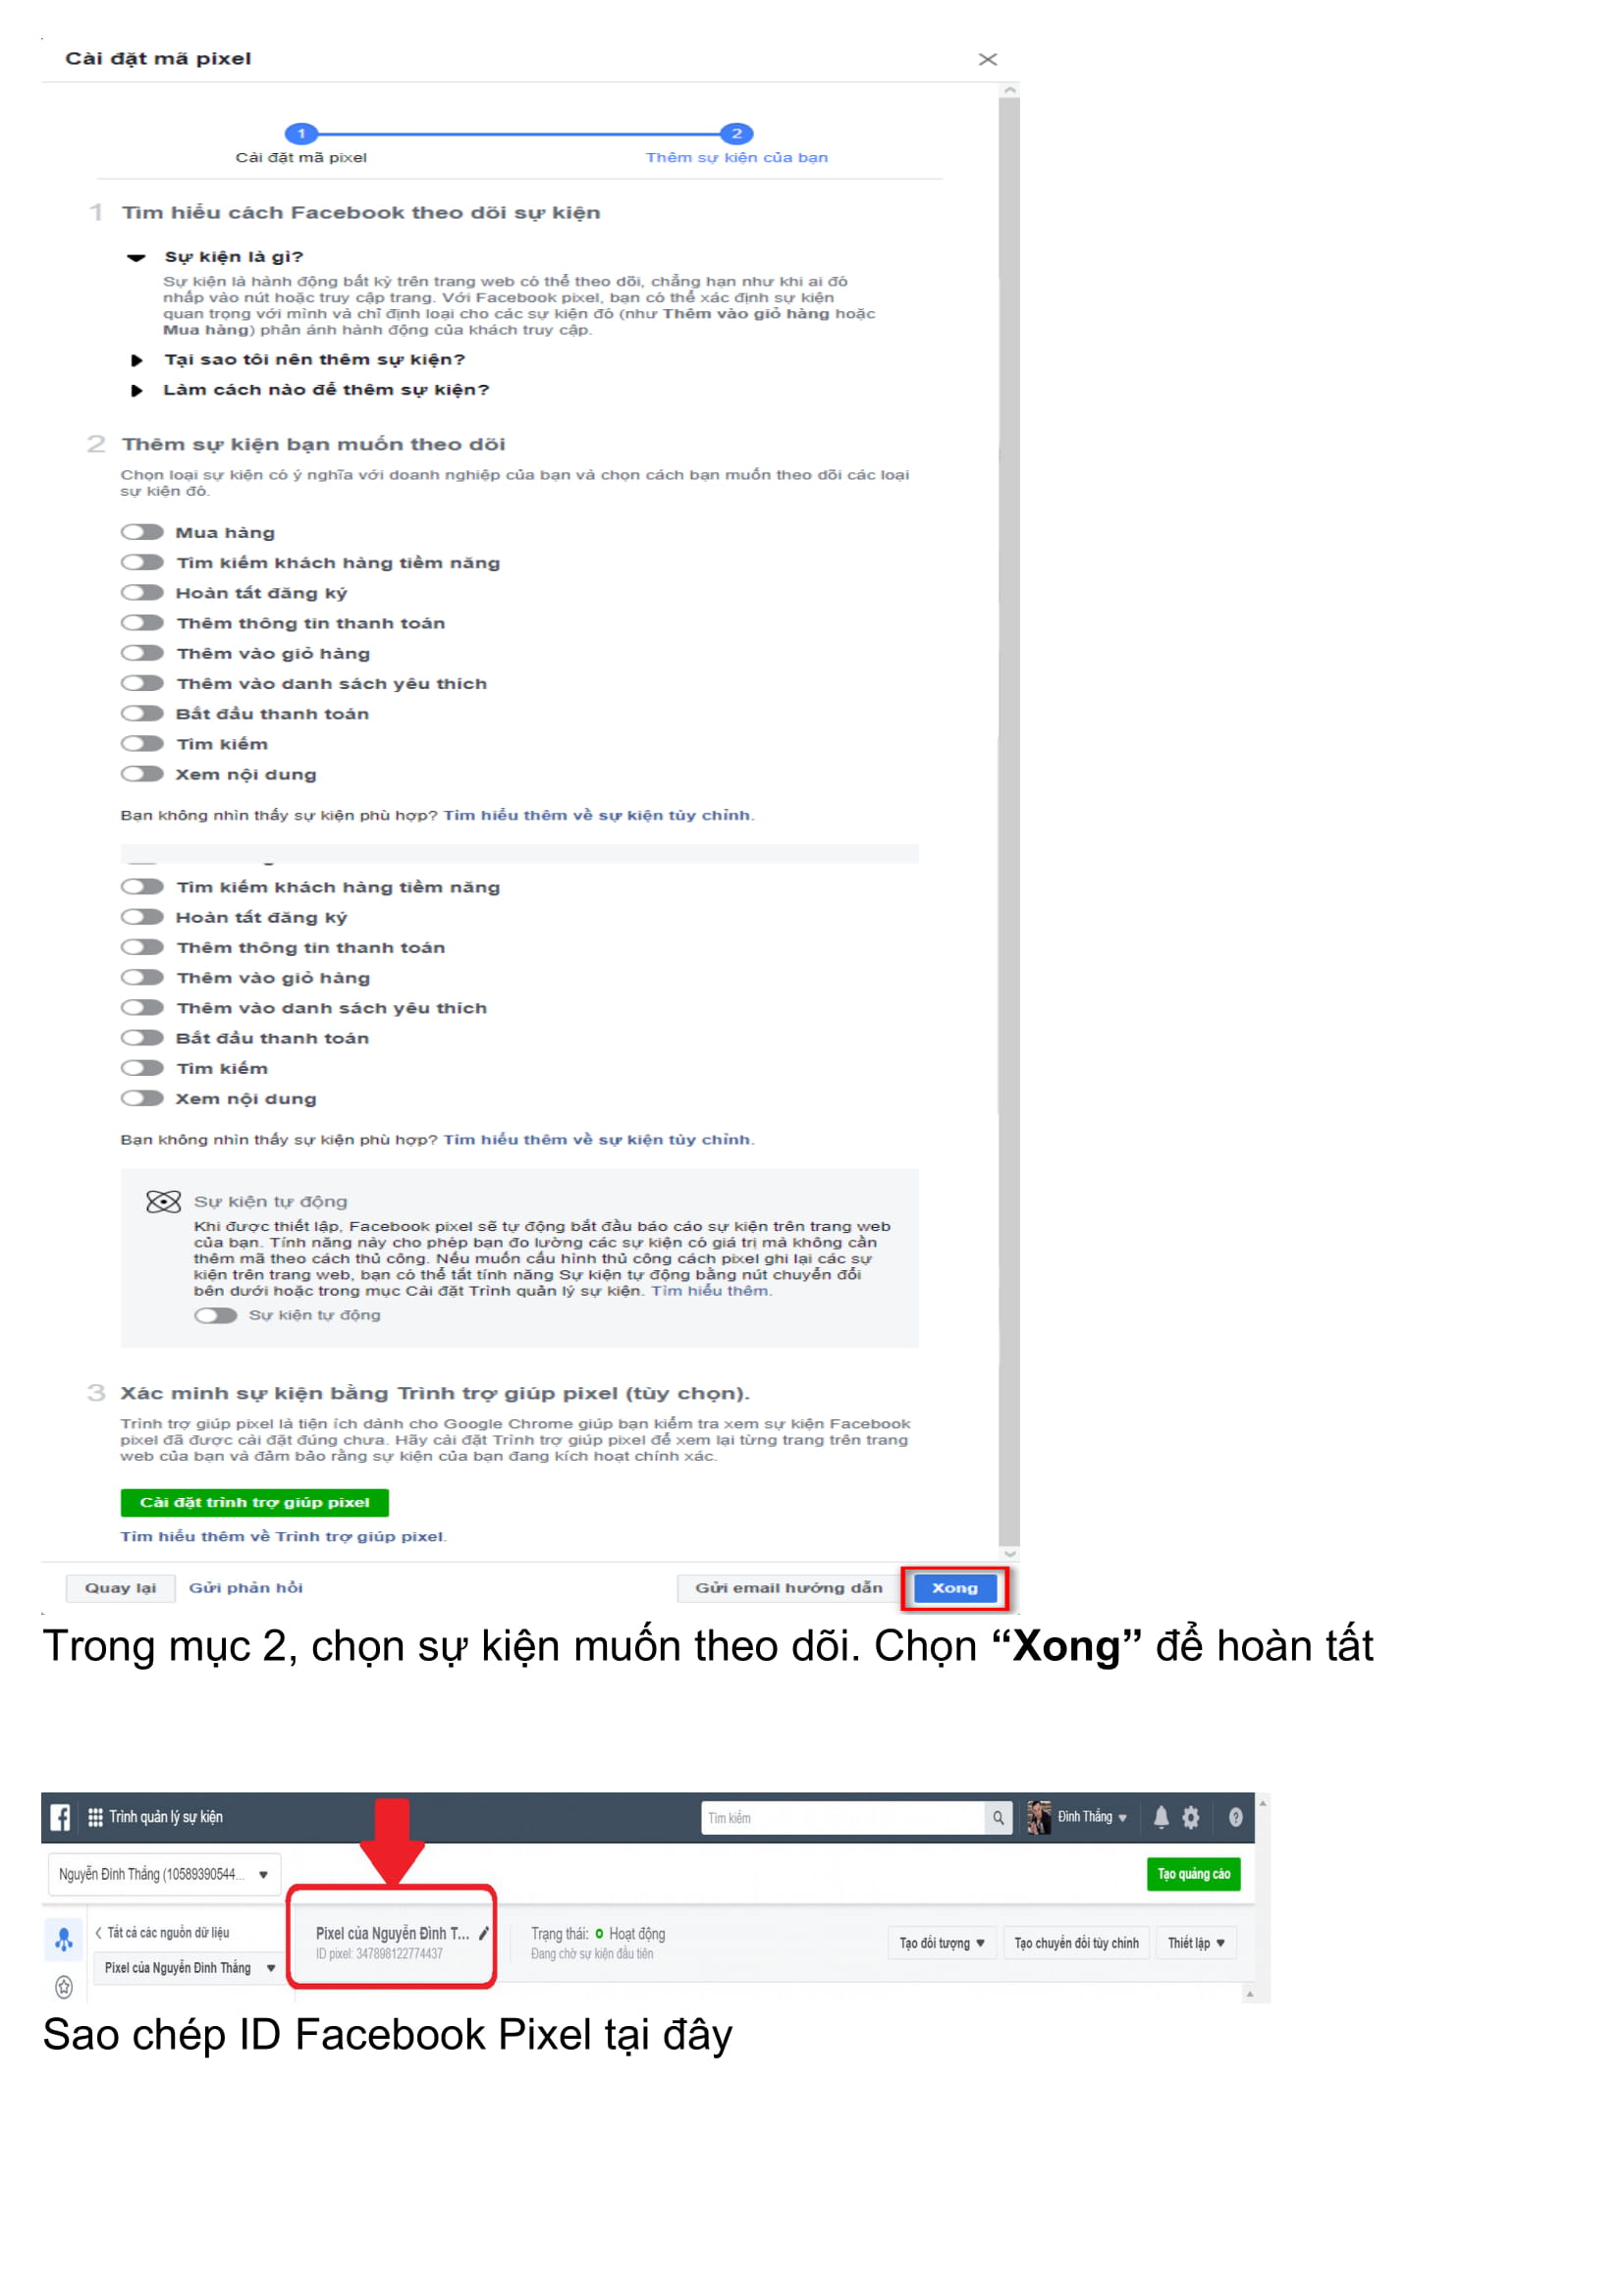 Cài đặt mã pixel
1
2
Cài đặt mã pixel
Thêm sự kiện của bạn
1 Tìm hiểu cách Facebook theo dõi sự kiện
Sự kiện là gì?
Sự kiện là hành động bất kỳ trên trang web có thể theo dõi, chẳng hạn như khi ai đó
nhấp vào nút hoặc truy cập trang. Với Facebook pixel, bạn có thể xác định sự kiện
quan trọng với mình và chỉ định loại cho các sự kiện đó (như Thêm vào giỏ hàng hoặc
Mua hàng) phản ánh hành động của khách truy cập.
Tại sao tôi nên thêm sự kiện?
Làm cách nào để thêm sự kiện?
2 Thêm sự kiện bạn muốn theo dõi
Chọn loại sự kiện có ý nghĩa với doanh nghiệp của bạn và chọn cách bạn muốn theo dõi các loại
sự kiện đó.
Mua hàng
Tìm kiếm khách hàng tiềm năng
Hoàn tất đăng ký
Thêm thông tin thanh toán
Thêm vào giỏ hàng
Thêm vào danh sách yêu thích
Bắt đầu thanh toán
Tìm kiếm
Xem nội dung
Bạn không nhìn thấy sự kiện phù hợp? Tìm hiểu thêm về sự kiện tùy chỉnh.
Tìm kiếm khách hàng tiềm năng
Hoàn tất đăng ký
Thêm thông tin thanh toán
Thêm vào giỏ hàng
Thêm vào danh sách yêu thích
Bắt đầu thanh toán
Tìm kiếm
Xem nội dung
Bạn không nhìn thấy sự kiện phù hợp? Tìm hiểu thêm về sự kiện tùy chỉnh.
Sự kiện tự động
Khi được thiết lập, Facebook pixel sẽ tự động bắt đầu báo cáo sự kiện trên trang web
của bạn. Tính năng này cho phép bạn đo lường các sự kiện có giá trị mà không cần
thêm mã theo cách thủ công. Nếu muốn cấu hình thủ công cách pixel ghi lại các sự
kiện trên trang web, bạn có thể tắt tính năng Sự kiện tự động bằng nút chuyển đổi
bên dưới hoặc trong mục Cài đặt Trình quản lý sự kiện. Tìm hiểu thêm.
Sự kiện tự động
3 Xác minh sự kiện bằng Trình trợ giúp pixel (tùy chọn).
Trình trợ giúp pixel là tiện ích dành cho Google Chrome giúp bạn kiểm tra xem sự kiện Facebook
pixel đã được cài đặt đúng chưa. Hãy cài đặt Trình trợ giúp pixel để xem lại từng trang trên trang
web của bạn và đảm bảo rằng sự kiện của bạn đang kích hoạt chính xác.
Cài đặt trình trợ giúp pixel
Tìm hiểu thêm về Trình trợ giúp pixel.
Quay lại Gửi phản hồi Gửi email hướng dẫn Xong
Trong mục 2, chọn sự kiện muốn theo dõi. Chọn “Xong” để hoàn tất
f Trình quản lý sự kiện Tìm kiếm Đình Thắng
Nguyễn Đình Thắng (10589390544... Tạo quảng cáo
Tất cả các nguồn dữ liệu Pixel của Nguyễn Đình T... Trạng thái: Hoạt động
ID pixel: 347898122774437 Đang chờ sự kiện đầu tiên Tạo đối tượng Tạo chuyển đổi tùy chỉnh Thiết lập
Pixel của Nguyễn Đình Thắng
Sao chép ID Facebook Pixel tại đây